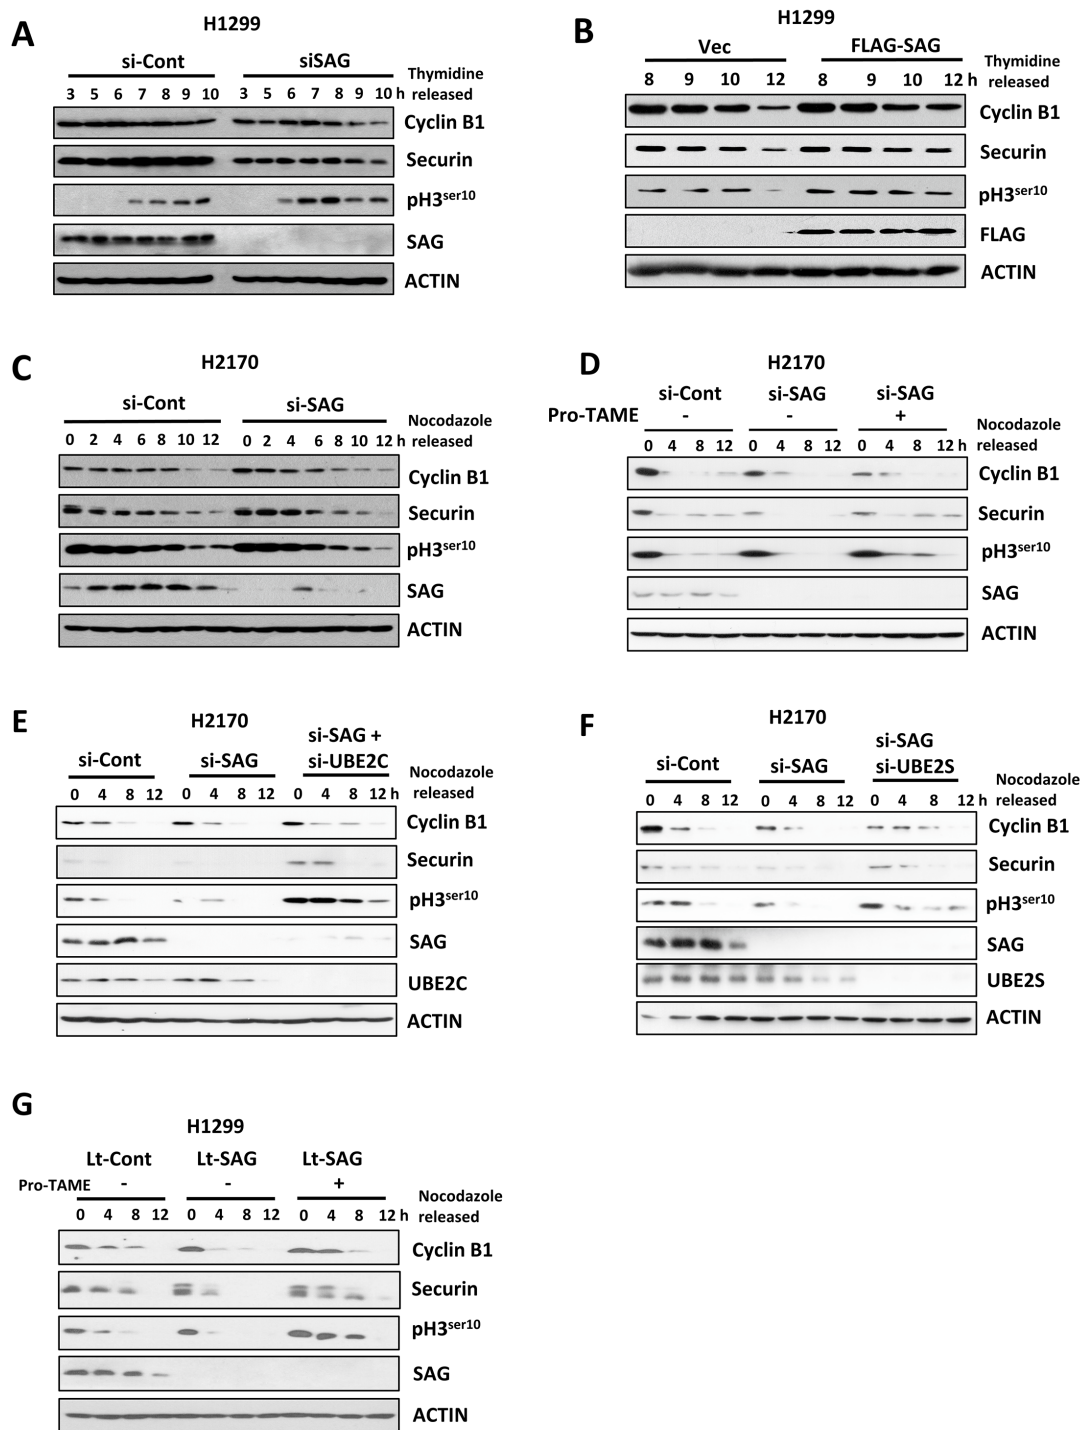 A
H1299
si-Cont siSAG
Thymidine
released
3 5 6 7 8 9 10 3 5 6 7 8 9 10 h
Cyclin B1
Securin
pH3ser10
SAG
ACTIN
B
H1299
Vec FLAG-SAG
Thymidine
released
8 9 10 12 8 9 10 12 h
Cyclin B1
Securin
pH3ser10
FLAG
ACTIN
C
H2170
si-Cont si-SAG
Nocodazole
released
0 2 4 6 8 10 12 0 2 4 6 8 10 12 h
Cyclin B1
Securin
pH3ser10
SAG
ACTIN
D
H2170
si-Cont si-SAG si-SAG
Pro-TAME - - +
Nocodazole
released
0 4 8 12 0 4 8 12 0 4 8 12 h
Cyclin B1
Securin
pH3ser10
SAG
ACTIN
E
H2170
si-SAG +
si-Cont si-SAG si-UBE2C
Nocodazole
released
0 4 8 12 0 4 8 12 0 4 8 12 h
Cyclin B1
Securin
pH3ser10
SAG
UBE2C
ACTIN
F
H2170
si-SAG
si-Cont si-SAG si-UBE2S
Nocodazole
released
0 4 8 12 0 4 8 12 0 4 8 12 h
Cyclin B1
Securin
pH3ser10
SAG
UBE2S
ACTIN
G
H1299
Lt-Cont Lt-SAG Lt-SAG
Pro-TAME - - +
Nocodazole
released
0 4 8 12 0 4 8 12 0 4 8 12 h
Cyclin B1
Securin
pH3ser10
SAG
ACTIN